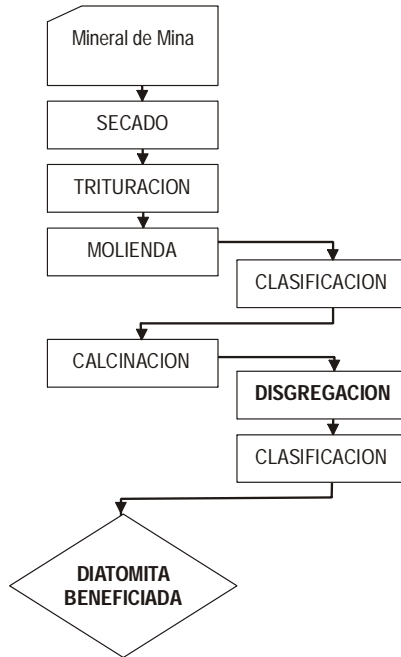 Mineral de Mina
SECADO
TRITURACION
MOLIENDA
CLASIFICACION
CALCINACION
DISGREGACION
CLASIFICACION
DIATOMITA
BENEFICIADA